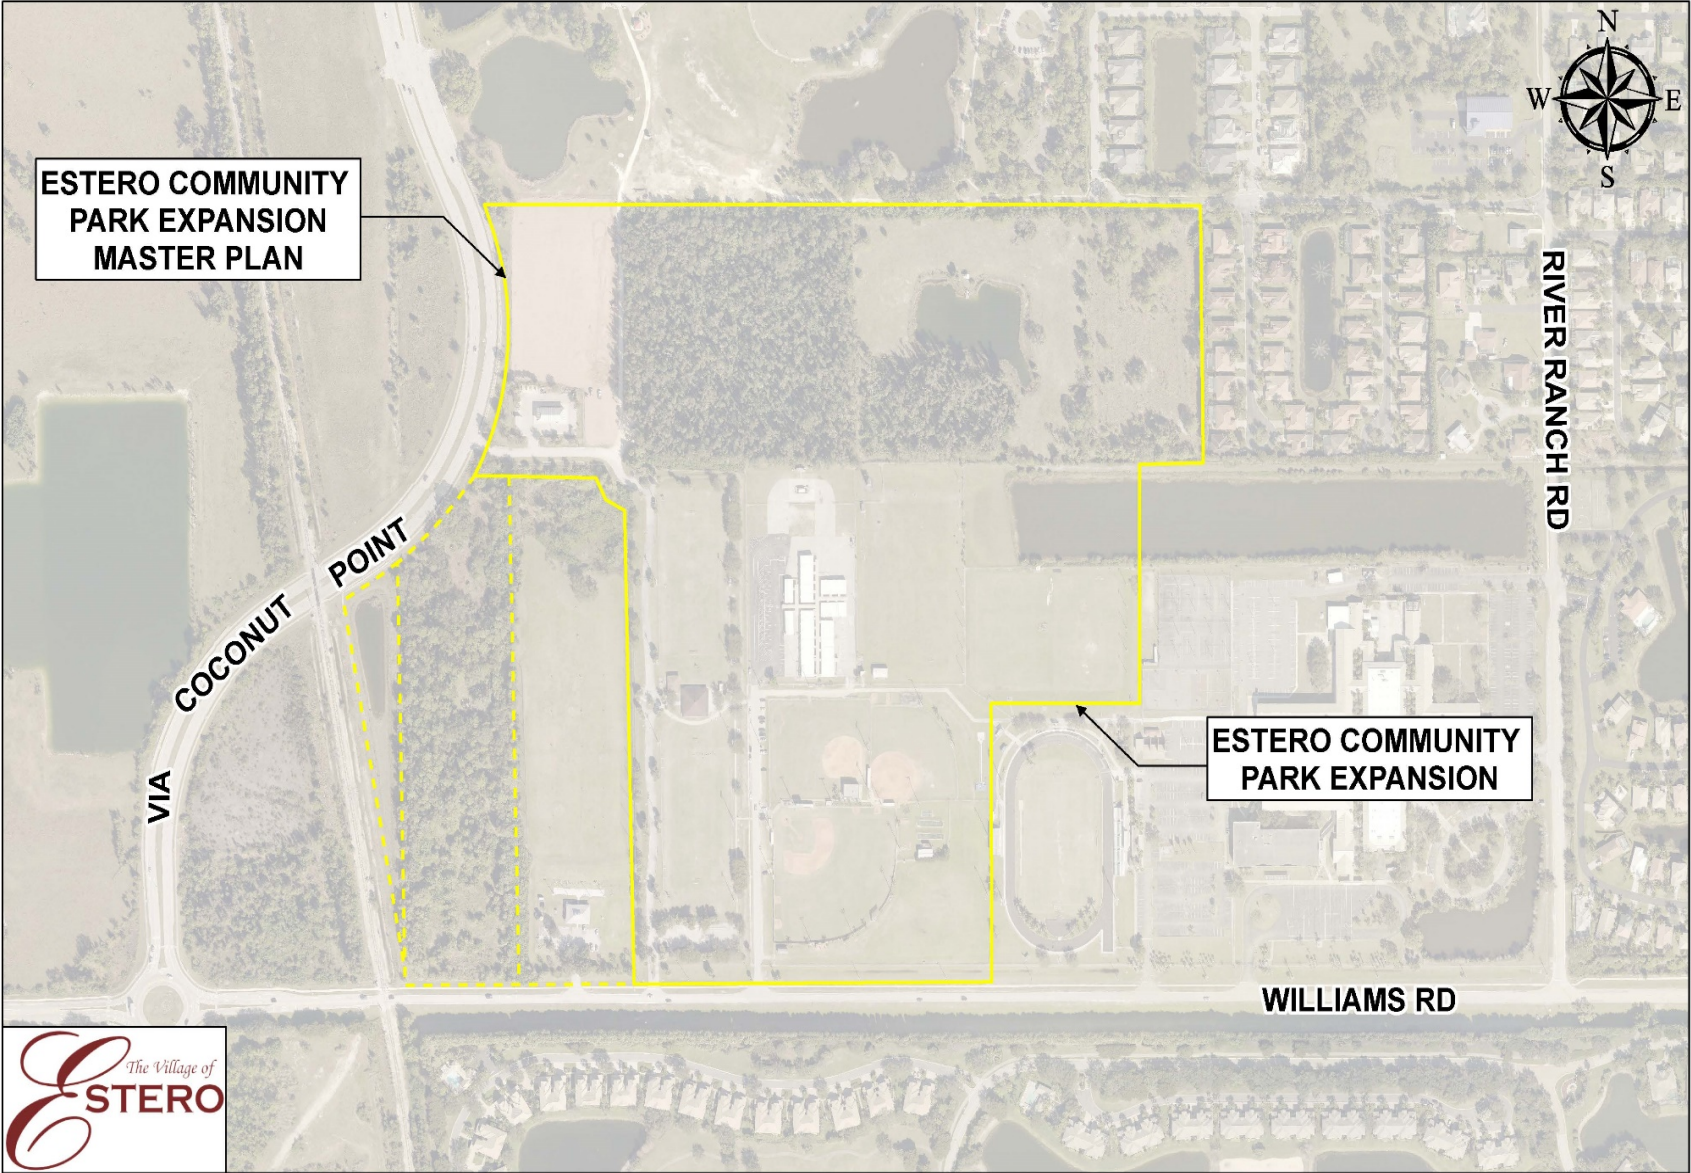 N
W E
S
ESTERO COMMUNITY
PARK EXPANSION
MASTER PLAN
RIVER RANCH RD
VIA COCONUT POINT
ESTERO COMMUNITY
PARK EXPANSION
WILLIAMS RD
The Village of
ESTERO